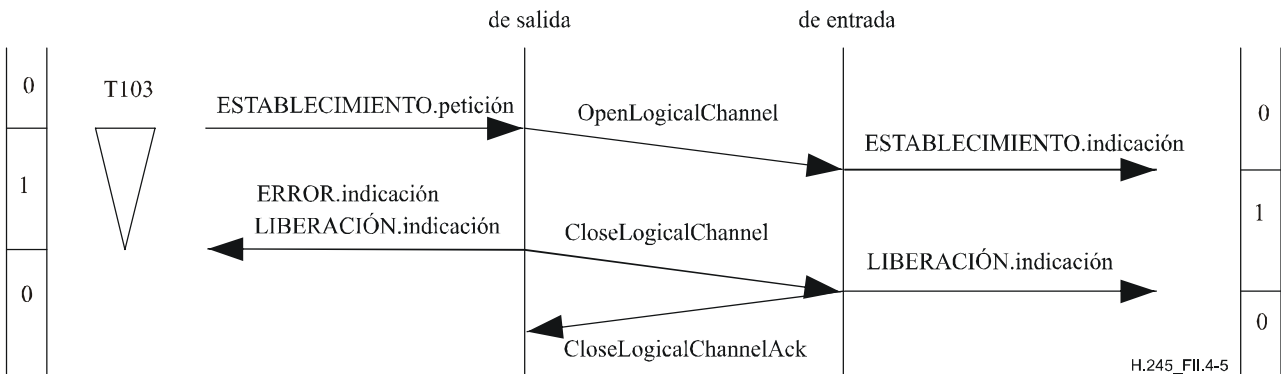 de salida
de entrada
0
T103
ESTABLECIMIENTO.petición
OpenLogicalChannel
0
ESTABLECIMIENTO.indicación
1
ERROR.indicación
LIBERACIÓN.indicación
CloseLogicalChannel
1
LIBERACIÓN.indicación
0
0
CloseLogicalChannelAck
H.245_FII.4-5